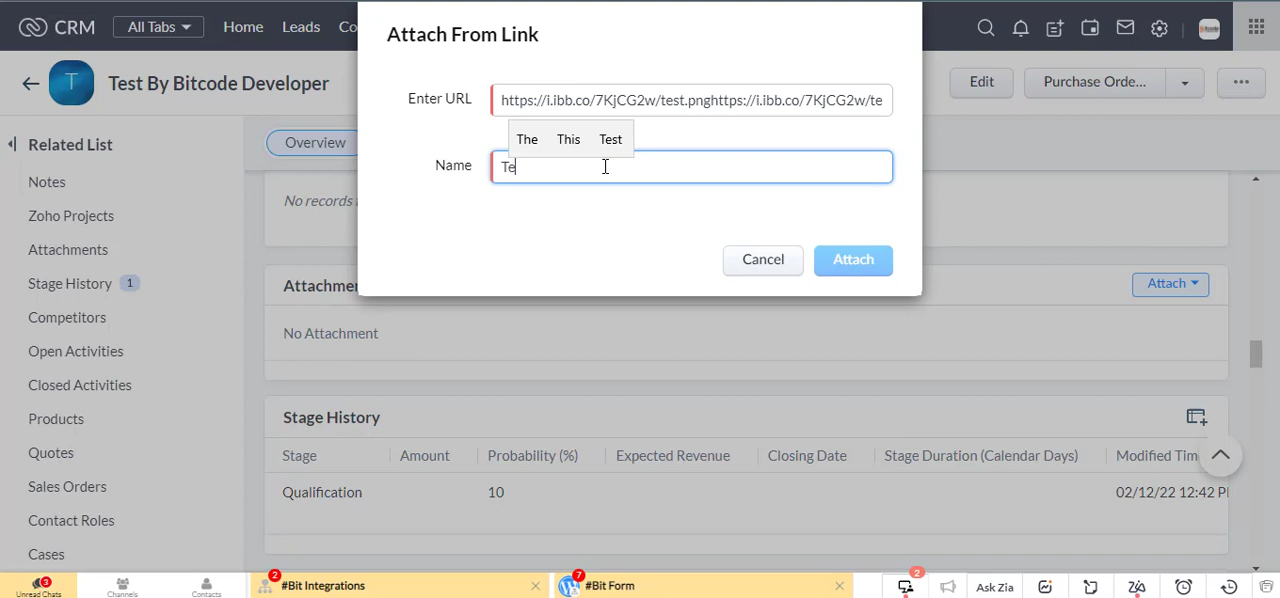 CRM
All Tabs
Home
Leads
Co
Attach From Link
T
Test By Bitcode Developer
Edit
Purchase Orde...
Enter URL
https://i.ibb.co/7KjCG2w/test.pnghttps://i.ibb.co/7KjCG2w/te
The This Test
Name
Te
Cancel
Attach
Related List
Notes
Zoho Projects
Attachments
Stage History 1
Competitors
Open Activities
Closed Activities
Products
Quotes
Sales Orders
Contact Roles
Cases
Overview
No records
Attachme
Attach
No Attachment
Stage History
Stage Amount Probability (%) Expected Revenue Closing Date Stage Duration (Calendar Days) Modified Tim
Qualification 10 02/12/22 12:42 P
3
Unread Chats
Channels
Contacts
2
#Bit Integrations
7
#Bit Form
2
Ask Zia